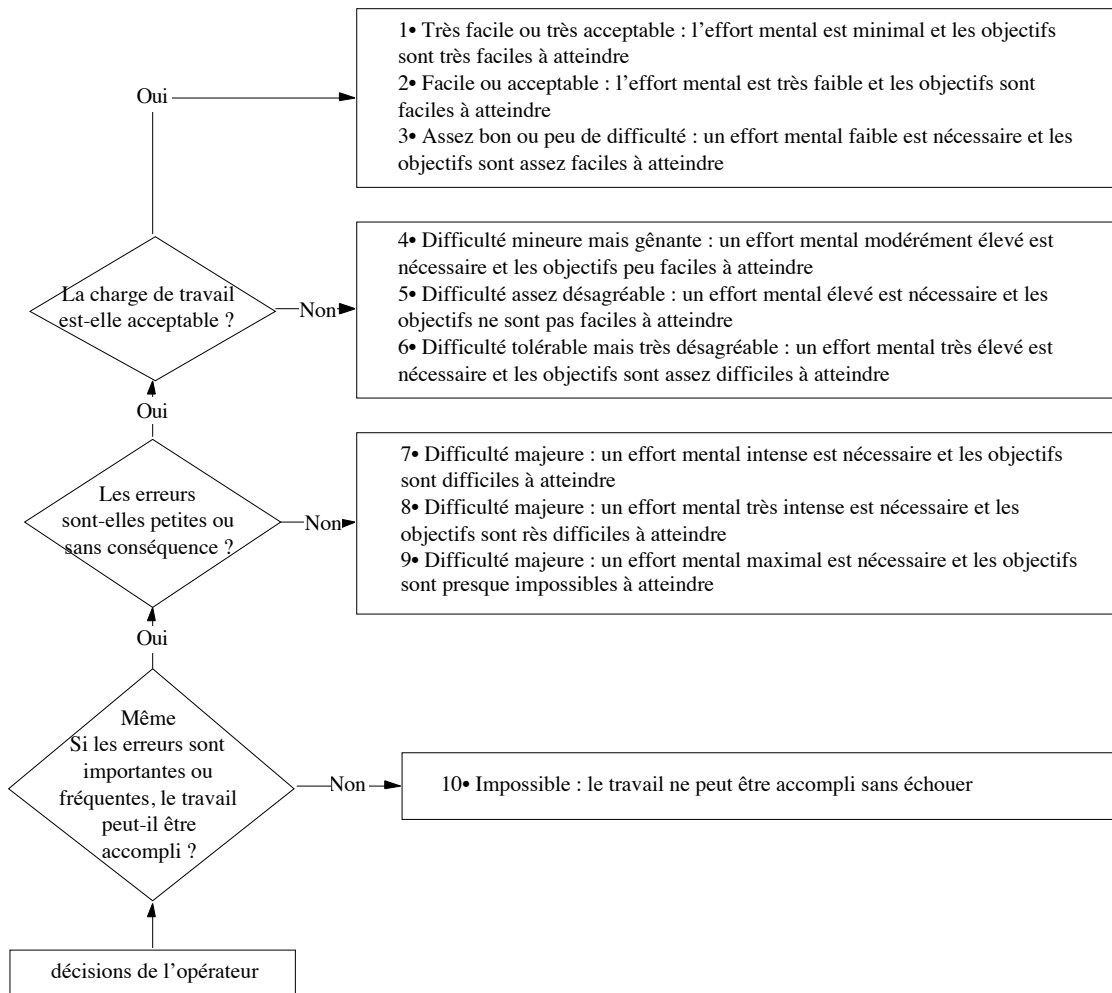 1• Très facile ou très acceptable : l'effort mental est minimal et les objectifs
sont très faciles à atteindre
2• Facile ou acceptable : l'effort mental est très faible et les objectifs sont
faciles à atteindre
3• Assez bon ou peu de difficulté : un effort mental faible est nécessaire et les
objectifs sont assez faciles à atteindre
Oui
4• Difficulté mineure mais gênante : un effort mental modérément élevé est
nécessaire et les objectifs peu faciles à atteindre
5• Difficulté assez désagréable : un effort mental élevé est nécessaire et les
objectifs ne sont pas faciles à atteindre
6• Difficulté tolérable mais très désagréable : un effort mental très élevé est
nécessaire et les objectifs sont assez difficiles à atteindre
La charge de travail
est-elle acceptable ?
Non
Oui
7• Difficulté majeure : un effort mental intense est nécessaire et les objectifs
sont difficiles à atteindre
8• Difficulté majeure : un effort mental très intense est nécessaire et les
objectifs sont rès difficiles à atteindre
9• Difficulté majeure : un effort mental maximal est nécessaire et les objectifs
sont presque impossibles à atteindre
Les erreurs
sont-elles petites ou
sans conséquence ?
Non
Oui
Même
Si les erreurs sont
importantes ou
fréquentes, le travail
peut-il être
accompli ?
Non
10• Impossible : le travail ne peut être accompli sans échouer
décisions de l'opérateur